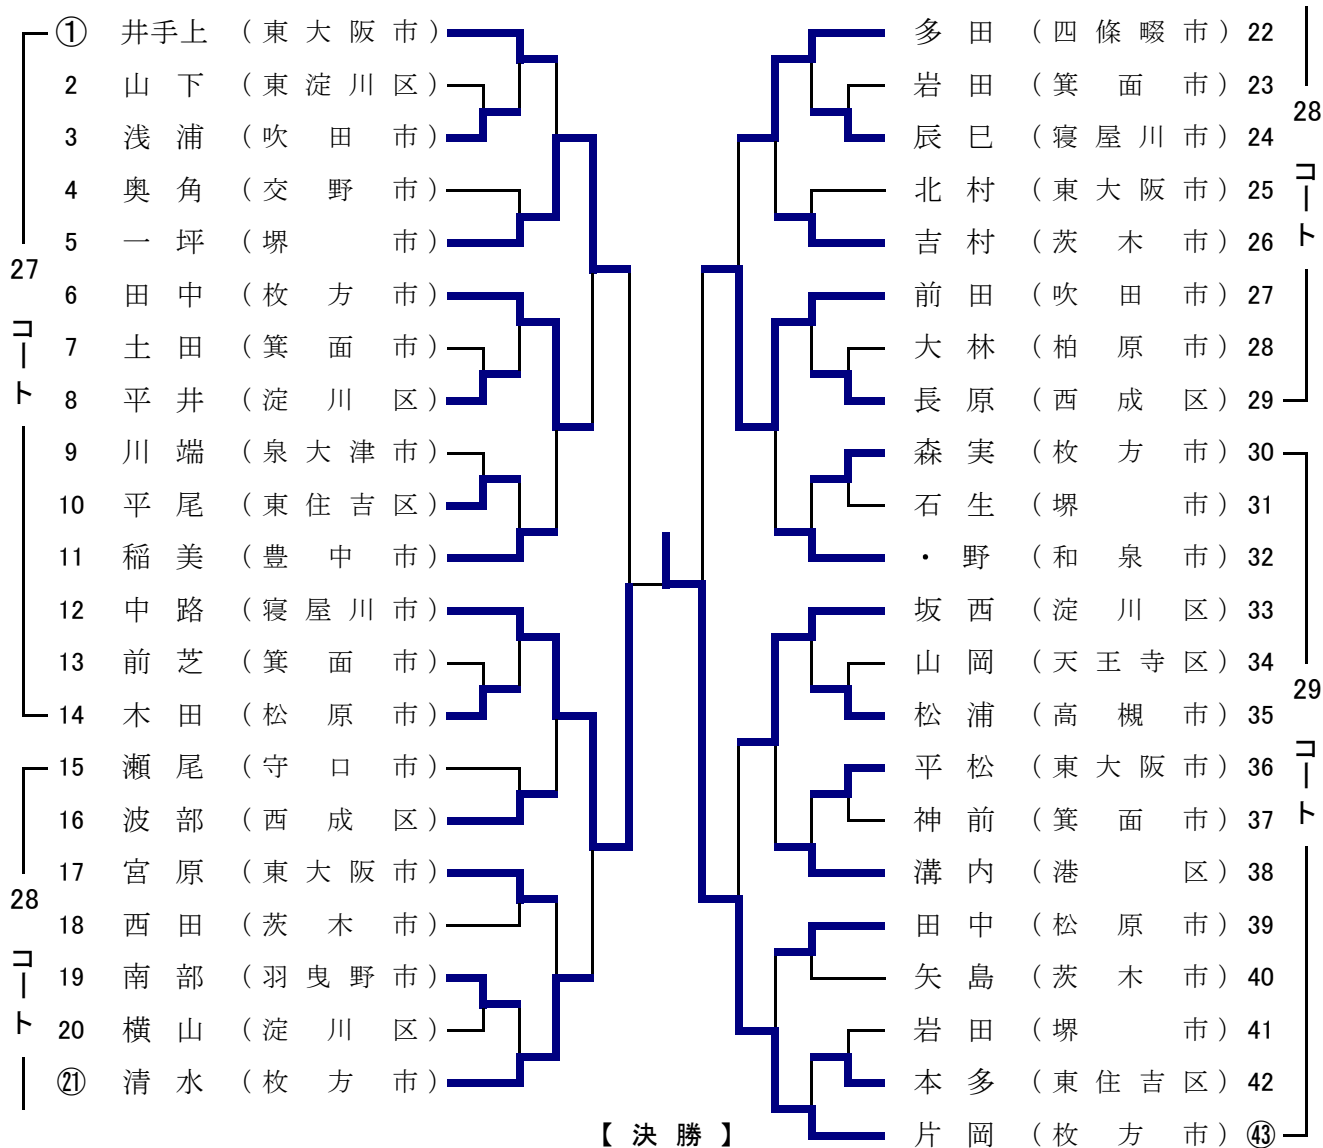 ① 井手上 (東大阪市)
2 山下 (東淀川区)
3 浅浦 (吹田市)
4 奥角 (交野市)
5 一坪 (堺市)
27コート
6 田中 (枚方市)
7 土田 (箕面市)
8 平井 (淀川区)
9 川端 (泉大津市)
10 平尾 (東住吉区)
11 稲美 (豊中市)
12 中路 (寝屋川市)
13 前芝 (箕面市)
14 木田 (松原市)
15 瀬尾 (守口市)
16 波部 (西成区)
17 宮原 (東大阪市)
28コート
18 西田 (茨木市)
19 南部 (羽曳野市)
20 横山 (淀川区)
㉑ 清水 (枚方市)
多田 (四條畷市) 22
岩田 (箕面市) 23
28コート
辰巳 (寝屋川市) 24
北村 (東大阪市) 25
吉村 (茨木市) 26
前田 (吹田市) 27
大林 (柏原市) 28
長原 (西成区) 29
森実 (枚方市) 30
石生 (堺市) 31
・野 (和泉市) 32
坂西 (淀川区) 33
山岡 (天王寺区) 34
29コート
松浦 (高槻市) 35
平松 (東大阪市) 36
神前 (箕面市) 37
溝内 (港区) 38
田中 (松原市) 39
矢島 (茨木市) 40
岩田 (堺市) 41
本多 (東住吉区) 42
片岡 (枚方市) ㊸
【決勝】